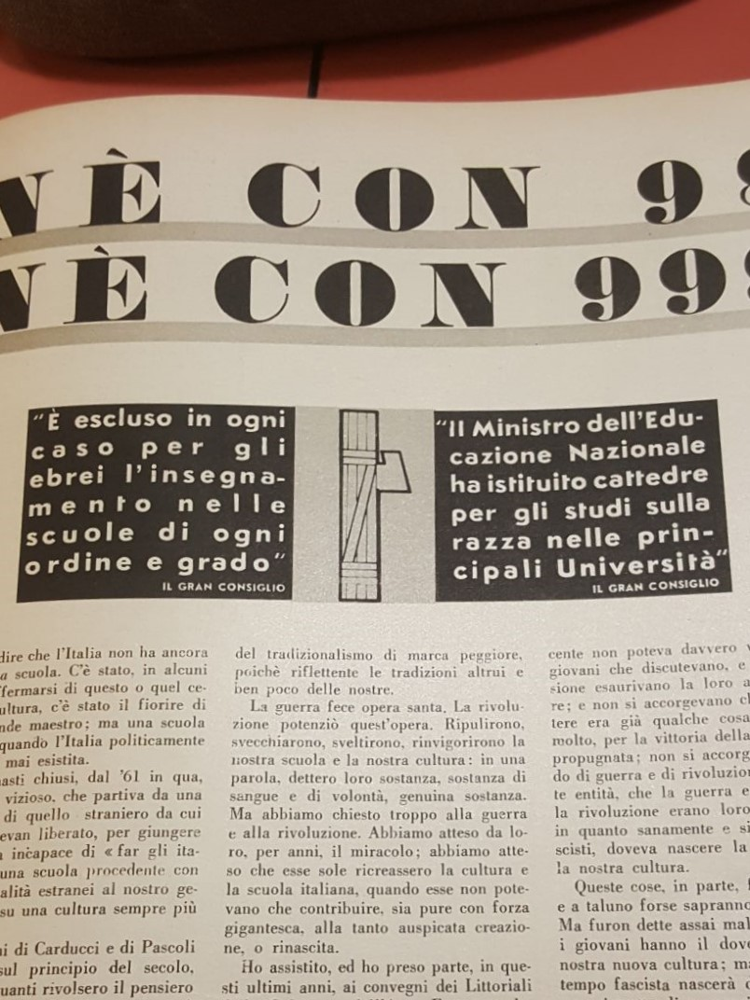 NÈ CON 9
NÈ CON 99
"È escluso in ogni
caso per gli
ebrei l'insegna-
mento nelle
scuole di ogni
ordine e grado"
IL GRAN CONSIGLIO
"Il Ministro dell'Edu-
cazione Nazionale
ha istituito cattedre
per gli studi sulla
razza nelle prin-
cipali Università"
IL GRAN CONSIGLIO
dire che l'Italia non ha ancora
a scuola. C'è stato, in alcuni
fermarsi di questo o quel ce-
ultura, c'è stato il fiorire di
nde maestro; ma una scuola
quando l'Italia politicamente
mai esistita.
asti chiusi, dal '61 in qua,
vizioso, che partiva da una
di quello straniero da cui
evan liberato, per giungere
incapace di « far gli ita-
una scuola procedente con
alità estranei al nostro ge-
su una cultura sempre più
ni di Carducci e di Pascoli
sul principio del secolo,
uanti rivolsero il pensiero
del tradizionalismo di marca peggiore,
poichè riflettente le tradizioni altrui e
ben poco delle nostre.
La guerra fece opera santa. La rivolu-
zione potenziò quest'opera. Ripulirono,
svecchiarono, sveltirono, rinvigorirono la
nostra scuola e la nostra cultura: in una
parola, dettero loro sostanza, sostanza di
sangue e di volontà, genuina sostanza.
Ma abbiamo chiesto troppo alla guerra
e alla rivoluzione. Abbiamo atteso da lo-
ro, per anni, il miracolo; abbiamo atte-
so che esse sole ricreassero la cultura e
la scuola italiana, quando esse non pote-
vano che contribuire, sia pure con forza
gigantesca, alla tanto auspicata creazio-
ne, o rinascita.
Ho assistito, ed ho preso parte, in que-
sti ultimi anni, ai convegni dei Littoriali
cente non poteva davvero
giovani che discutevano, e
sione esaurivano la loro
re; e non si accorgevano
tere era già qualche cosa
molto, per la vittoria della
propugnata; non si accorg
do di guerra e di rivoluzio
te entità, che la guerra e
la rivoluzione erano loro
in quanto sanamente e si
scisti, doveva nascere la
la nostra cultura.
Queste cose, in parte,
e a taluno forse sapranno
Ma furon dette assai mal
i giovani hanno il dove
nostra nuova cultura; ma
tempo fascista nascerà